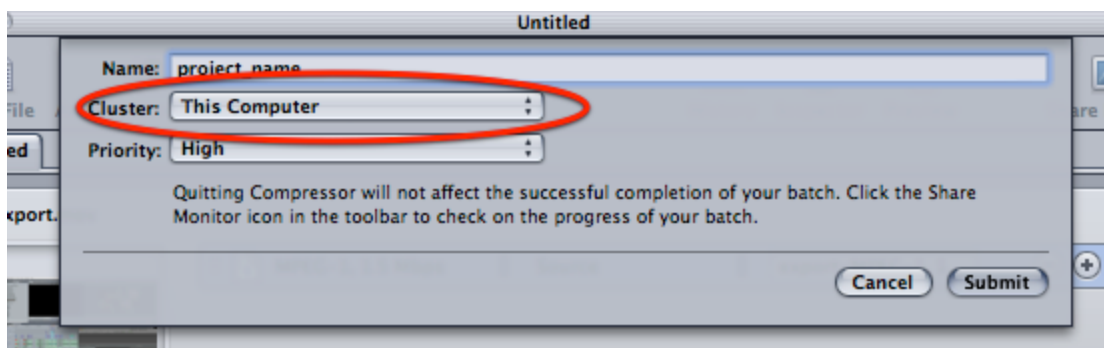 Untitled
Name: project_name
File
Cluster: This Computer
are
ed
Priority: High
xport.
Quitting Compressor will not affect the successful completion of your batch. Click the Share
Monitor icon in the toolbar to check on the progress of your batch.
Cancel Submit